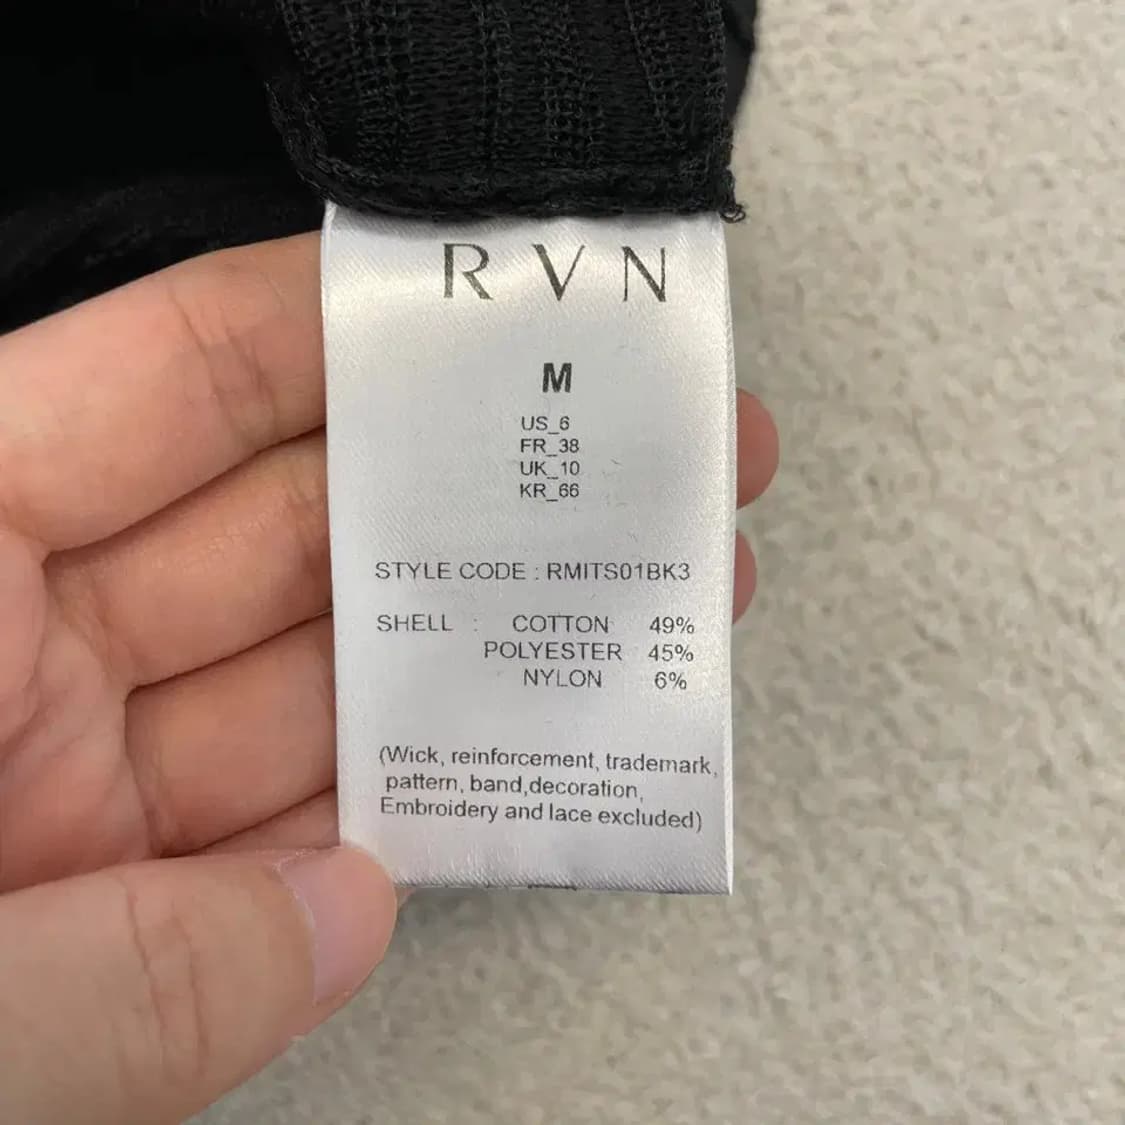 RVN
M
US_6
FR_38
UK_10
KR_66
STYLE CODE : RMITS01BK3
SHELL : COTTON 49%
POLYESTER 45%
NYLON 6%
(Wick, reinforcement, trademark,
pattern, band,decoration,
Embroidery and lace excluded)